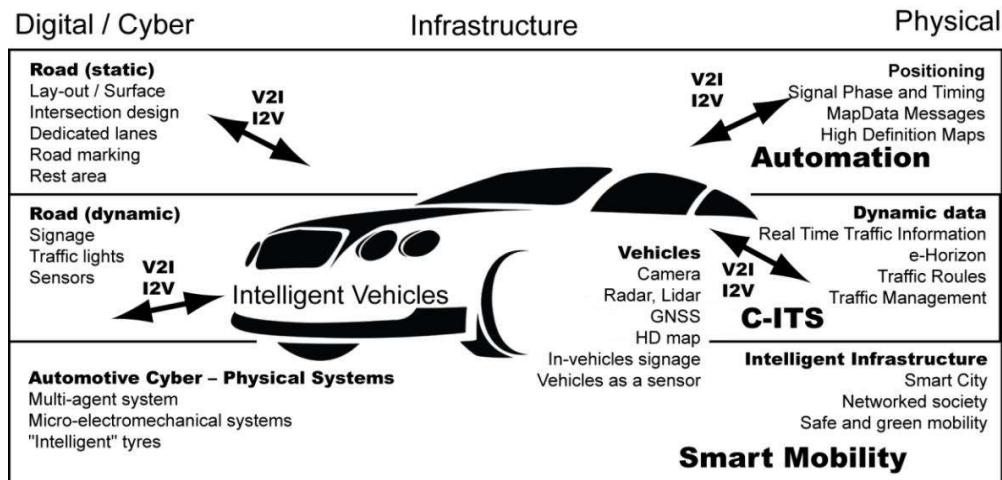 Digital / Cyber
Infrastructure
Physical
Road (static)
Lay-out / Surface
Intersection design
Dedicated lanes
Road marking
Rest area
V2I
I2V
V2I
I2V
Positioning
Signal Phase and Timing
MapData Messages
High Definition Maps
Automation
Road (dynamic)
Signage
Traffic lights
Sensors
V2I
I2V
Intelligent Vehicles
Vehicles
Camera
Radar, Lidar
GNSS
HD map
In-vehicles signage
Vehicles as a sensor
V2I
I2V
Dynamic data
Real Time Traffic Information
e-Horizon
Traffic Roules
Traffic Management
C-ITS
Automotive Cyber – Physical Systems
Multi-agent system
Micro-electromechanical systems
"Intelligent" tyres
Intelligent Infrastructure
Smart City
Networked society
Safe and green mobility
Smart Mobility